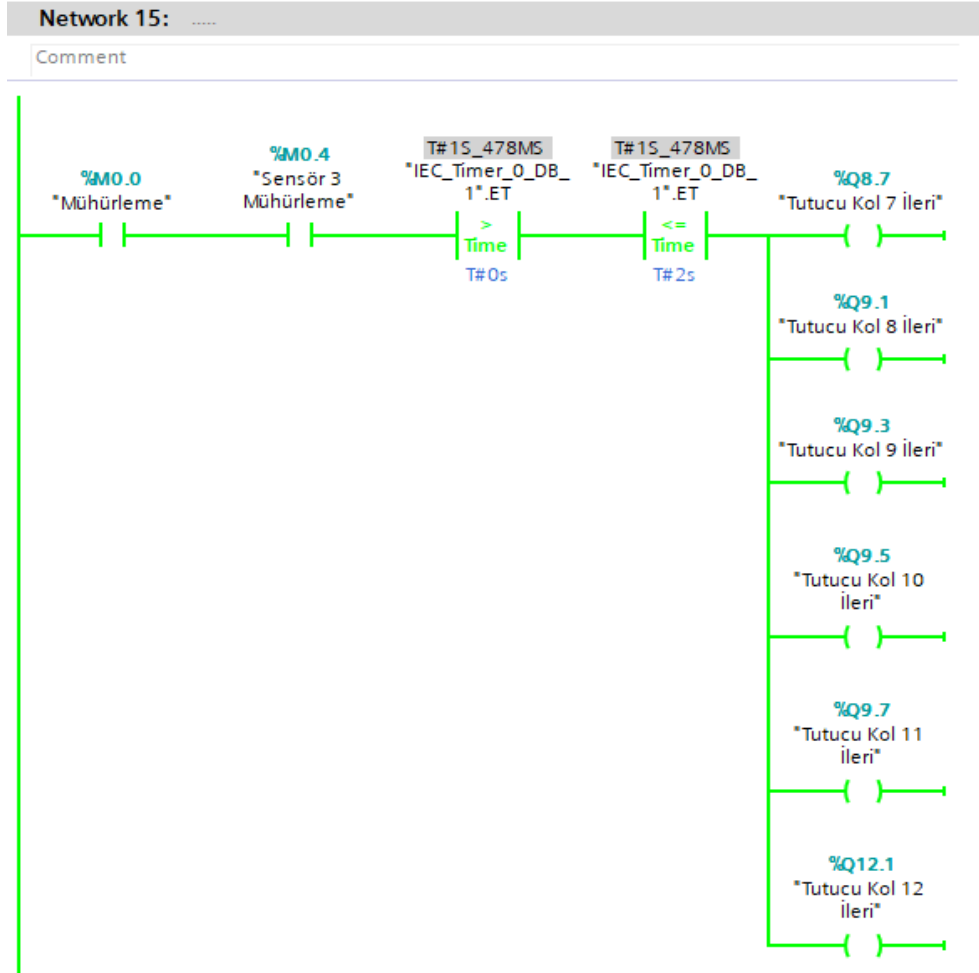 Network 15: .....
Comment
%M0.0
"Mühürleme"
%M0.4
"Sensör 3
Mühürleme"
T#1S_478MS
"IEC_Timer_0_DB_
1".ET
>
Time
T#0s
T#1S_478MS
"IEC_Timer_0_DB_
1".ET
<=
Time
T#2s
%Q8.7
"Tutucu Kol 7 İleri"
%Q9.1
"Tutucu Kol 8 İleri"
%Q9.3
"Tutucu Kol 9 İleri"
%Q9.5
"Tutucu Kol 10
İleri"
%Q9.7
"Tutucu Kol 11
İleri"
%Q12.1
"Tutucu Kol 12
İleri"